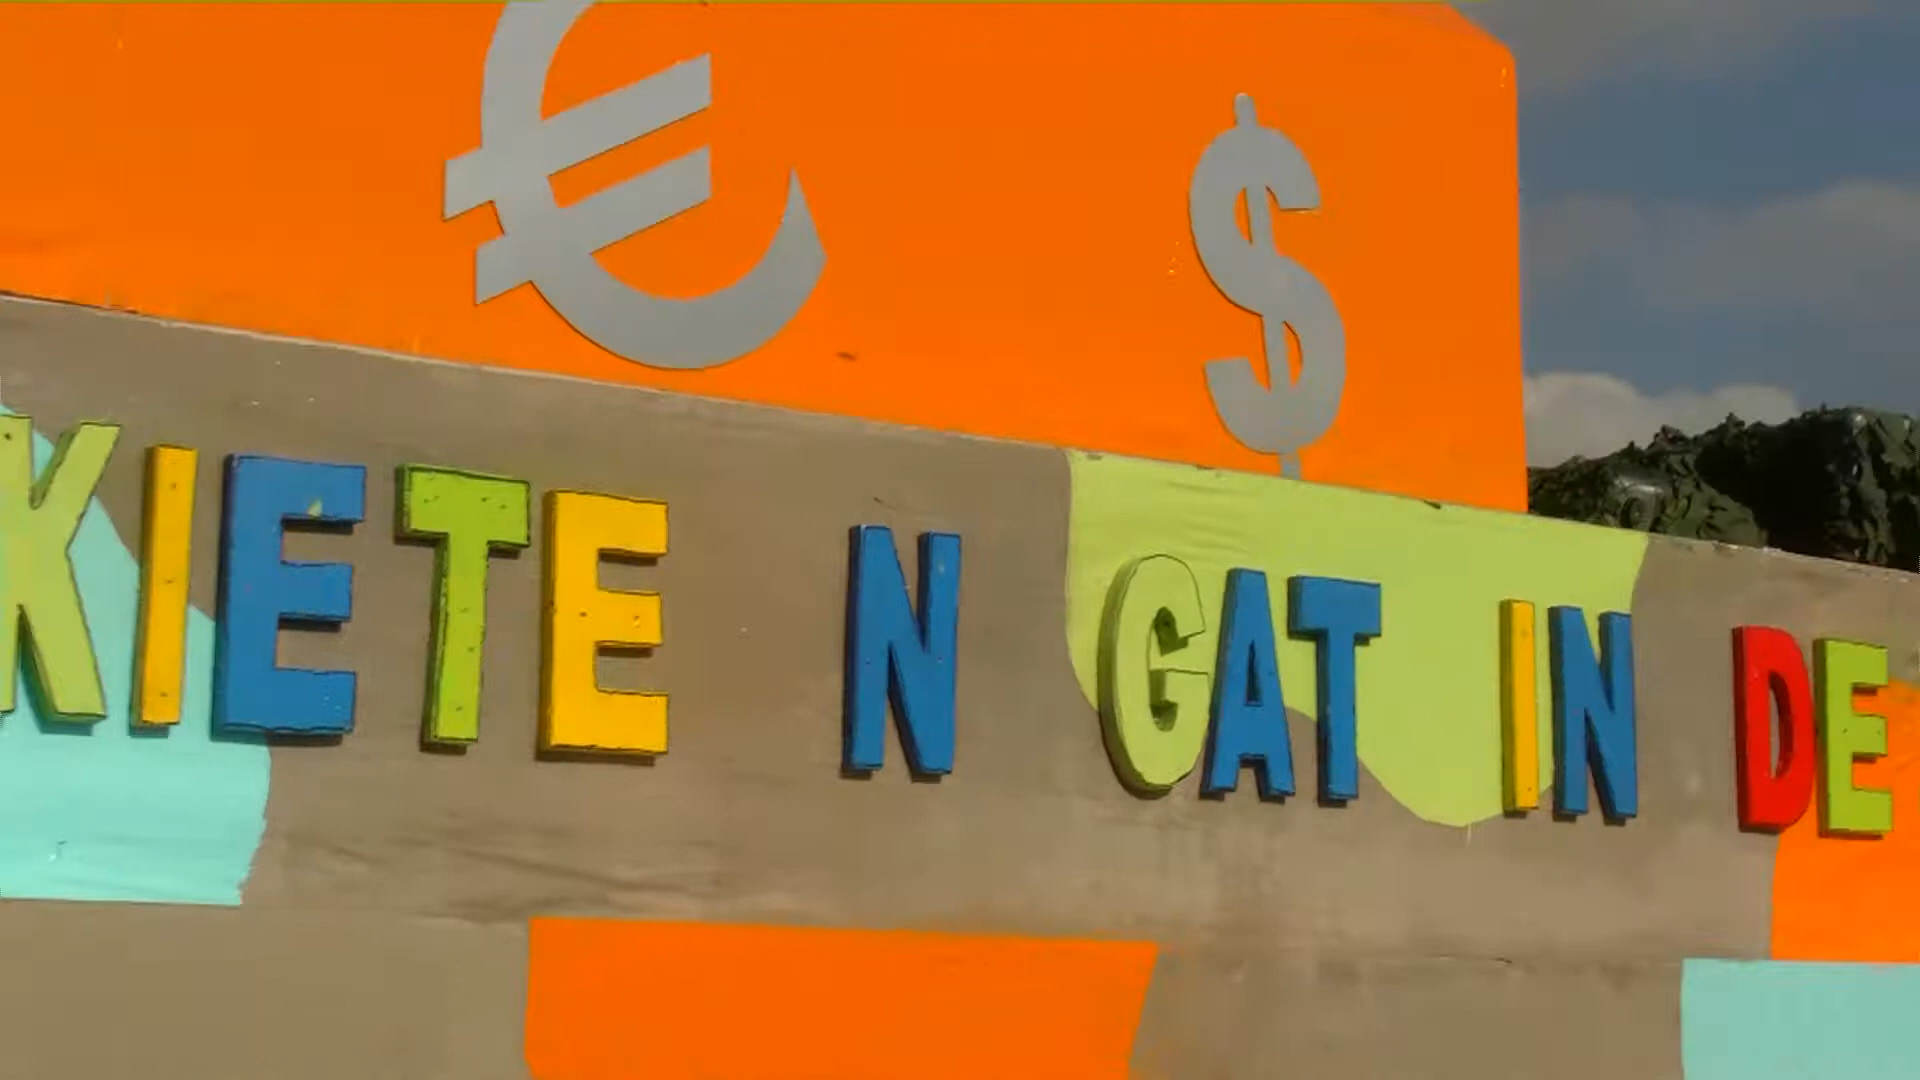 € $
KIETE N GAT IN DE